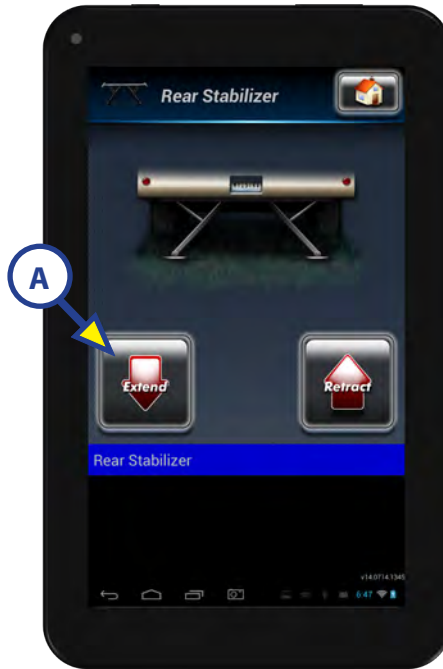 Rear Stabilizer
A
Extend
Retract
Rear Stabilizer
v14.0714.1345
6:47